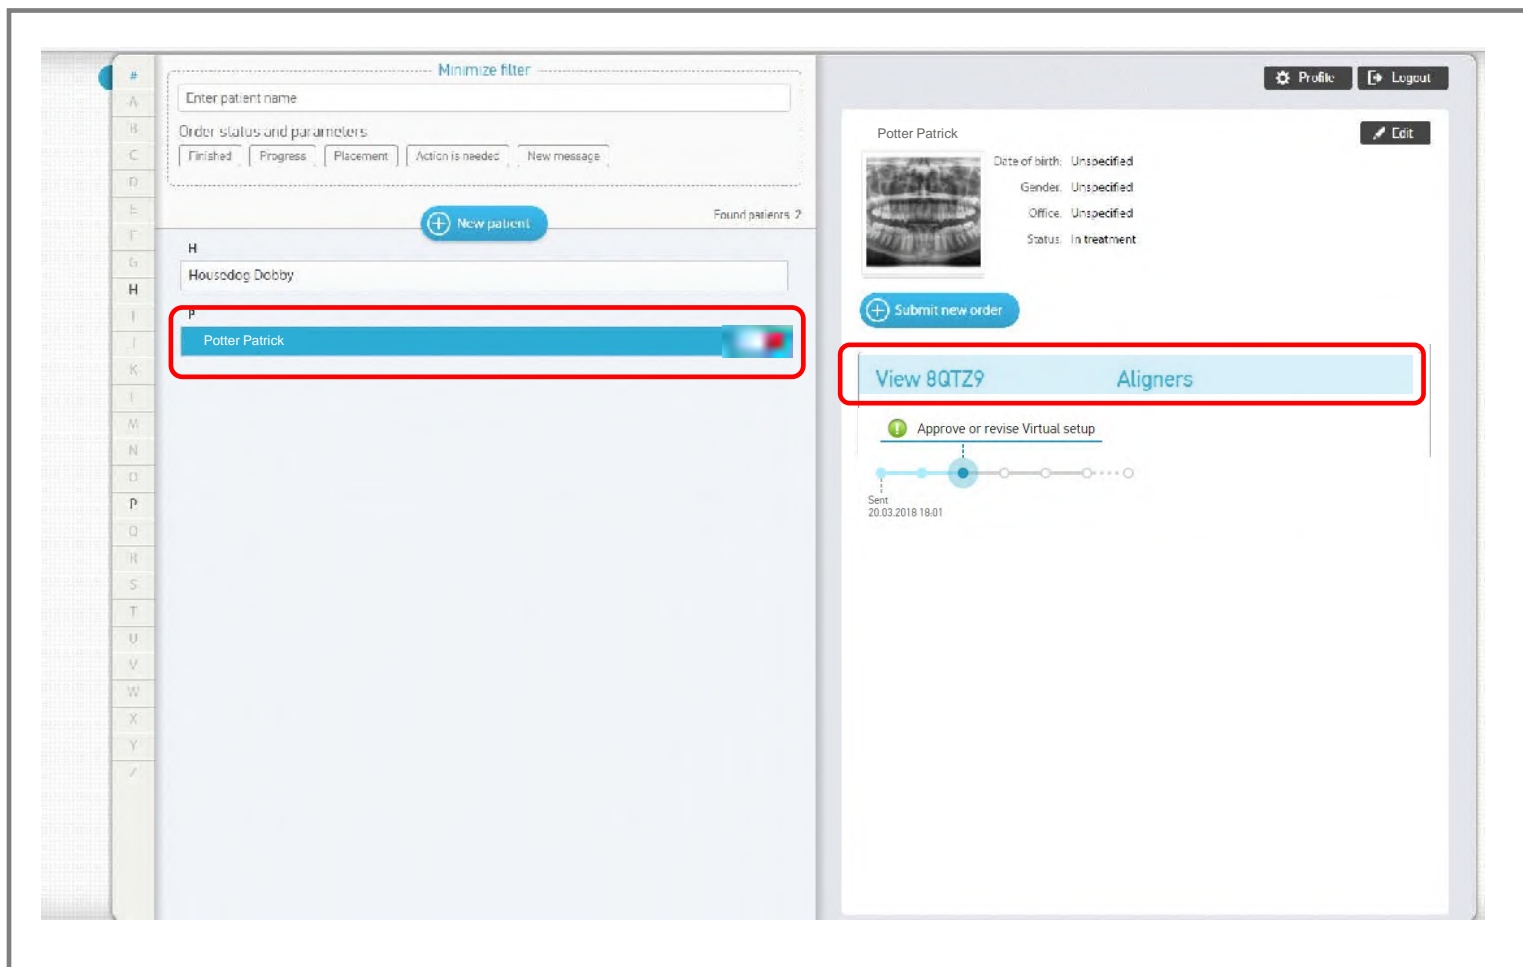 #
A
B
C
D
E
F
G
H
I
J
K
L
M
N
O
P
Q
R
S
T
U
V
W
X
Y
Z
Minimize filter
Enter patient name
Order status and parameters
Finished Progress Placement Action is needed New message
New patient
Found patients 2
H
Housedog Dobby
P
Potter Patrick
Profile Logout
Potter Patrick
Edit
Date of birth: Unspecified
Gender: Unspecified
Office: Unspecified
Status: In treatment
Submit new order
View 8QTZ9 Aligners
Approve or revise Virtual setup
Sent
20.03.2018 18:01